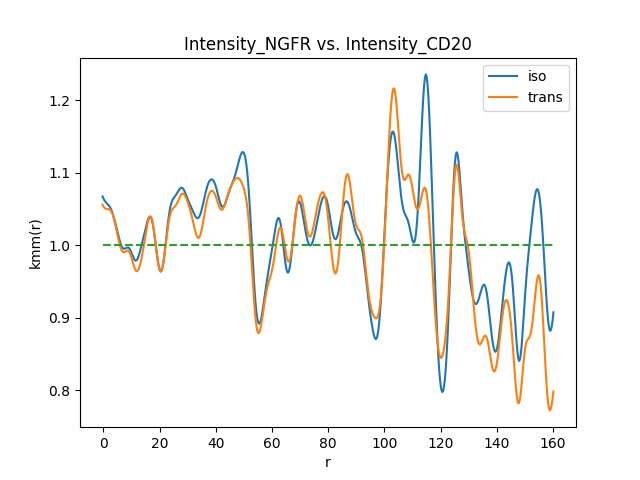 Intensity_NGFR vs. Intensity_CD20
iso
trans
kmm(r)
1.2
1.1
1.0
0.9
0.8
0 20 40 60 80 100 120 140 160
r